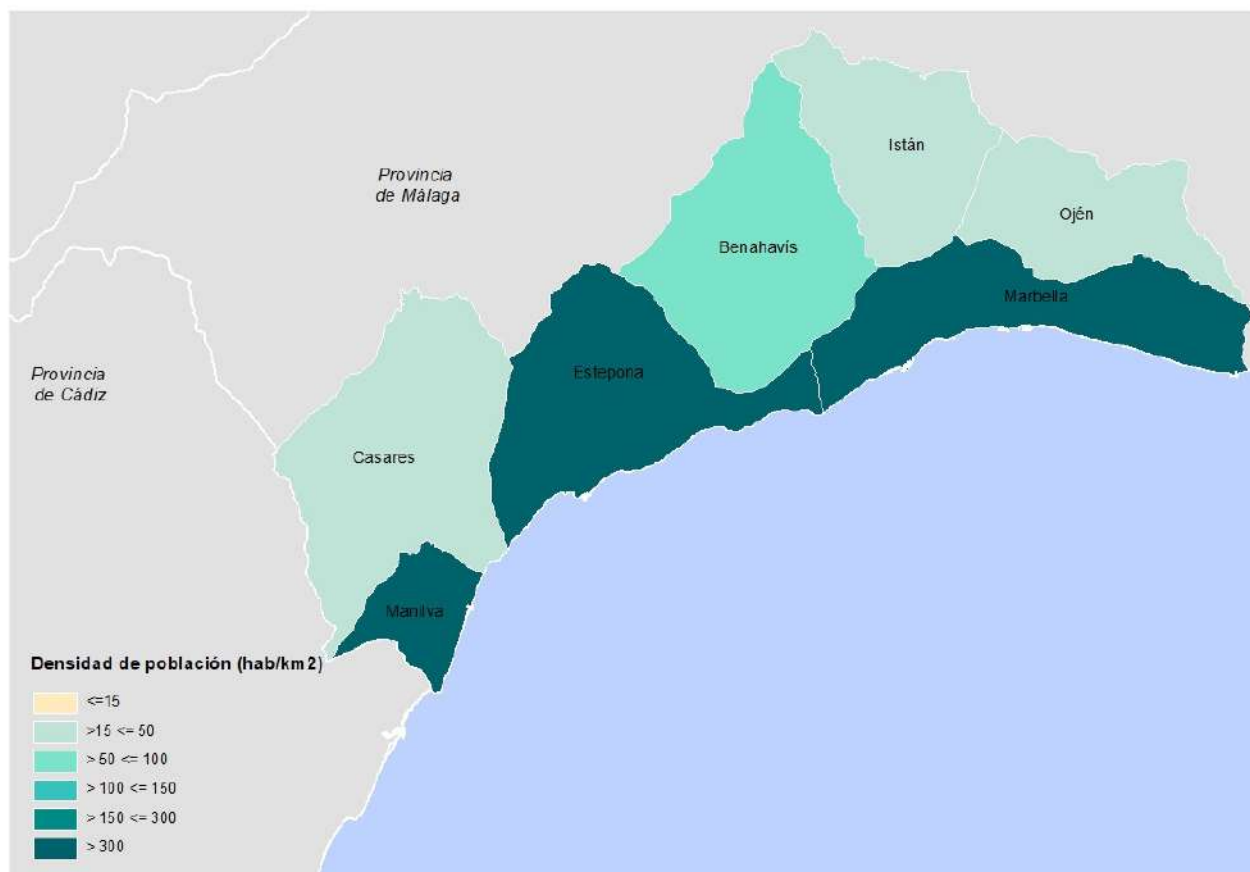 Istán
Provincia
de Málaga
Ojén
Benahavís
Marbella
Provincia
de Cádiz
Estepona
Casares
Manilva
Densidad de población (hab/km2)
<=15
>15 <= 50
> 50 <= 100
> 100 <= 150
> 150 <= 300
> 300